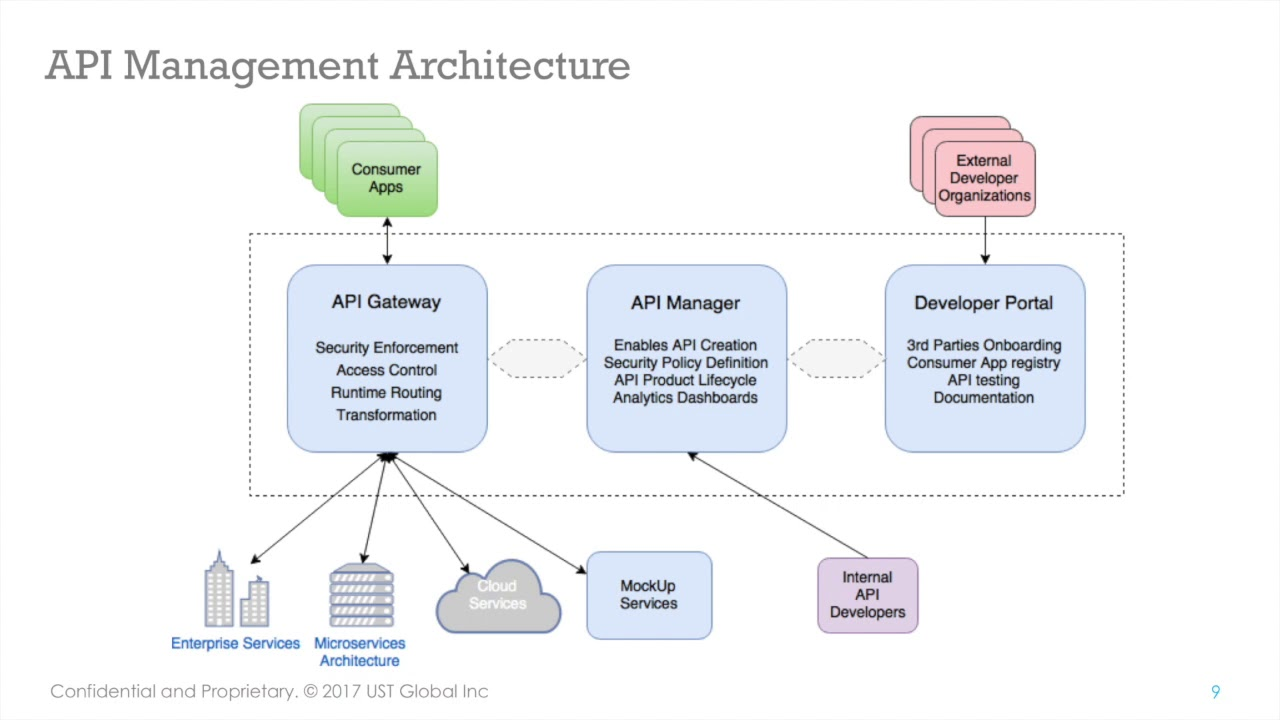 API Management Architecture
Consumer
Apps
External
Developer
Organizations
API Gateway
Security Enforcement
Access Control
Runtime Routing
Transformation
API Manager
Enables API Creation
Security Policy Definition
API Product Lifecycle
Analytics Dashboards
Developer Portal
3rd Parties Onboarding
Consumer App registry
API testing
Documentation
Enterprise Services
Microservices
Architecture
Cloud
Services
MockUp
Services
Internal
API
Developers
Confidential and Proprietary. © 2017 UST Global Inc
9